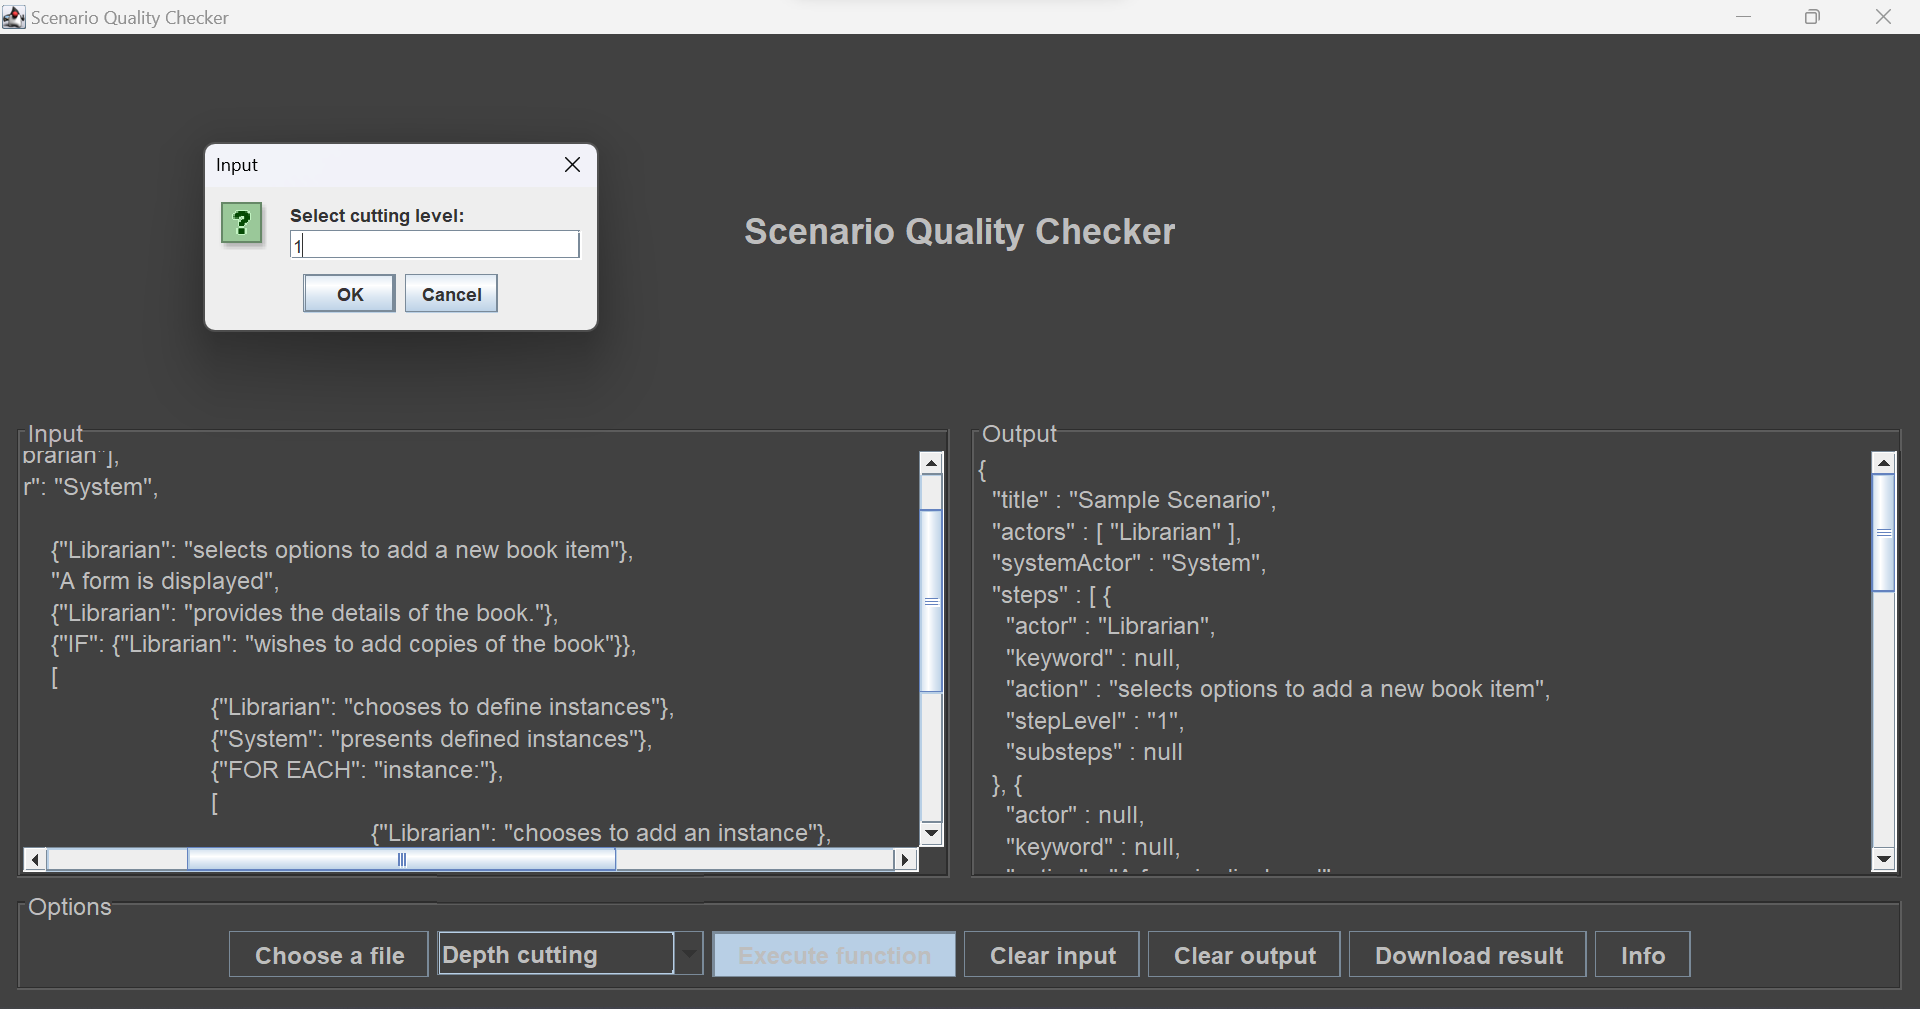 Scenario Quality Checker
Input
Select cutting level:
1
OK Cancel
Scenario Quality Checker
Input
brarian"],
r": "System",
{"Librarian": "selects options to add a new book item"},
"A form is displayed",
{"Librarian": "provides the details of the book."},
{"IF": {"Librarian": "wishes to add copies of the book"}},
[
{"Librarian": "chooses to define instances"},
{"System": "presents defined instances"},
{"FOR EACH": "instance:"},
[
{"Librarian": "chooses to add an instance"},
Output
{
"title" : "Sample Scenario",
"actors" : [ "Librarian" ],
"systemActor" : "System",
"steps" : [ {
"actor" : "Librarian",
"keyword" : null,
"action" : "selects options to add a new book item",
"stepLevel" : "1",
"substeps" : null
}, {
"actor" : null,
"keyword" : null,
Options
Choose a file Depth cutting Execute function Clear input Clear output Download result Info